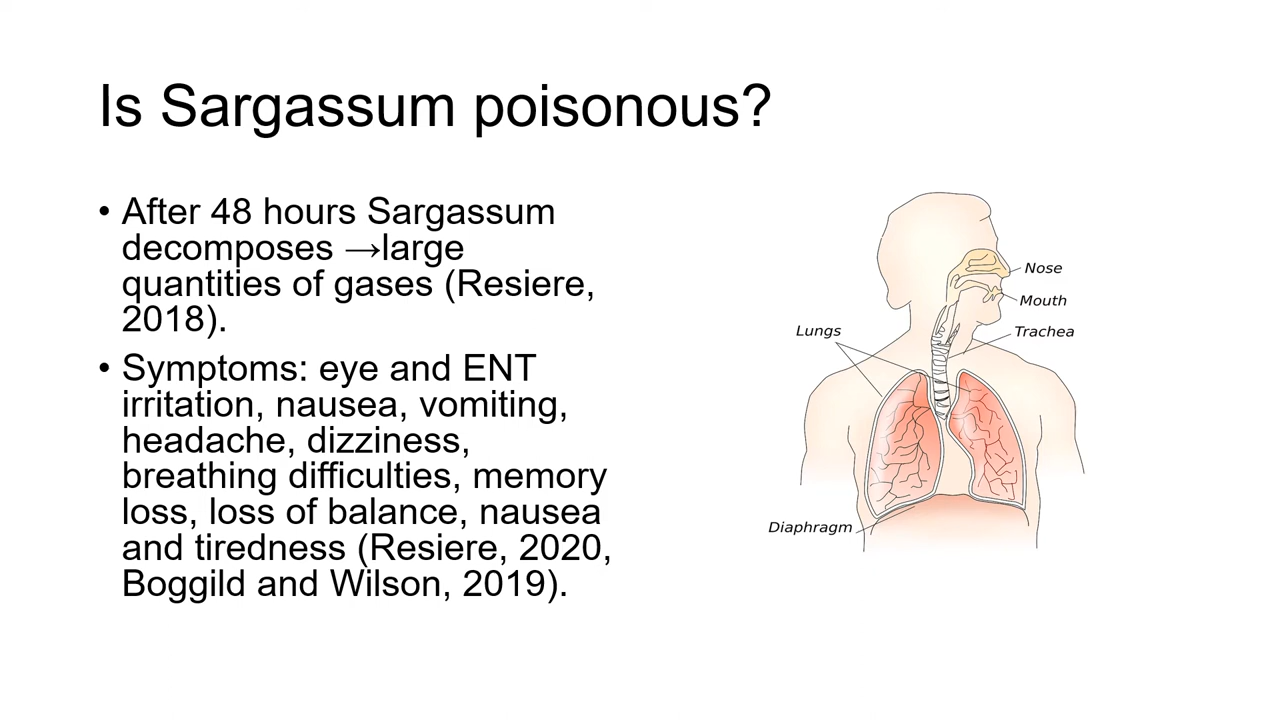 Is Sargassum poisonous?
• After 48 hours Sargassum
decomposes →large
quantities of gases (Resiere,
2018).
• Symptoms: eye and ENT
irritation, nausea, vomiting,
headache, dizziness,
breathing difficulties, memory
loss, loss of balance, nausea
and tiredness (Resiere, 2020,
Boggild and Wilson, 2019).
Nose
Mouth
Trachea
Lungs
Diaphragm